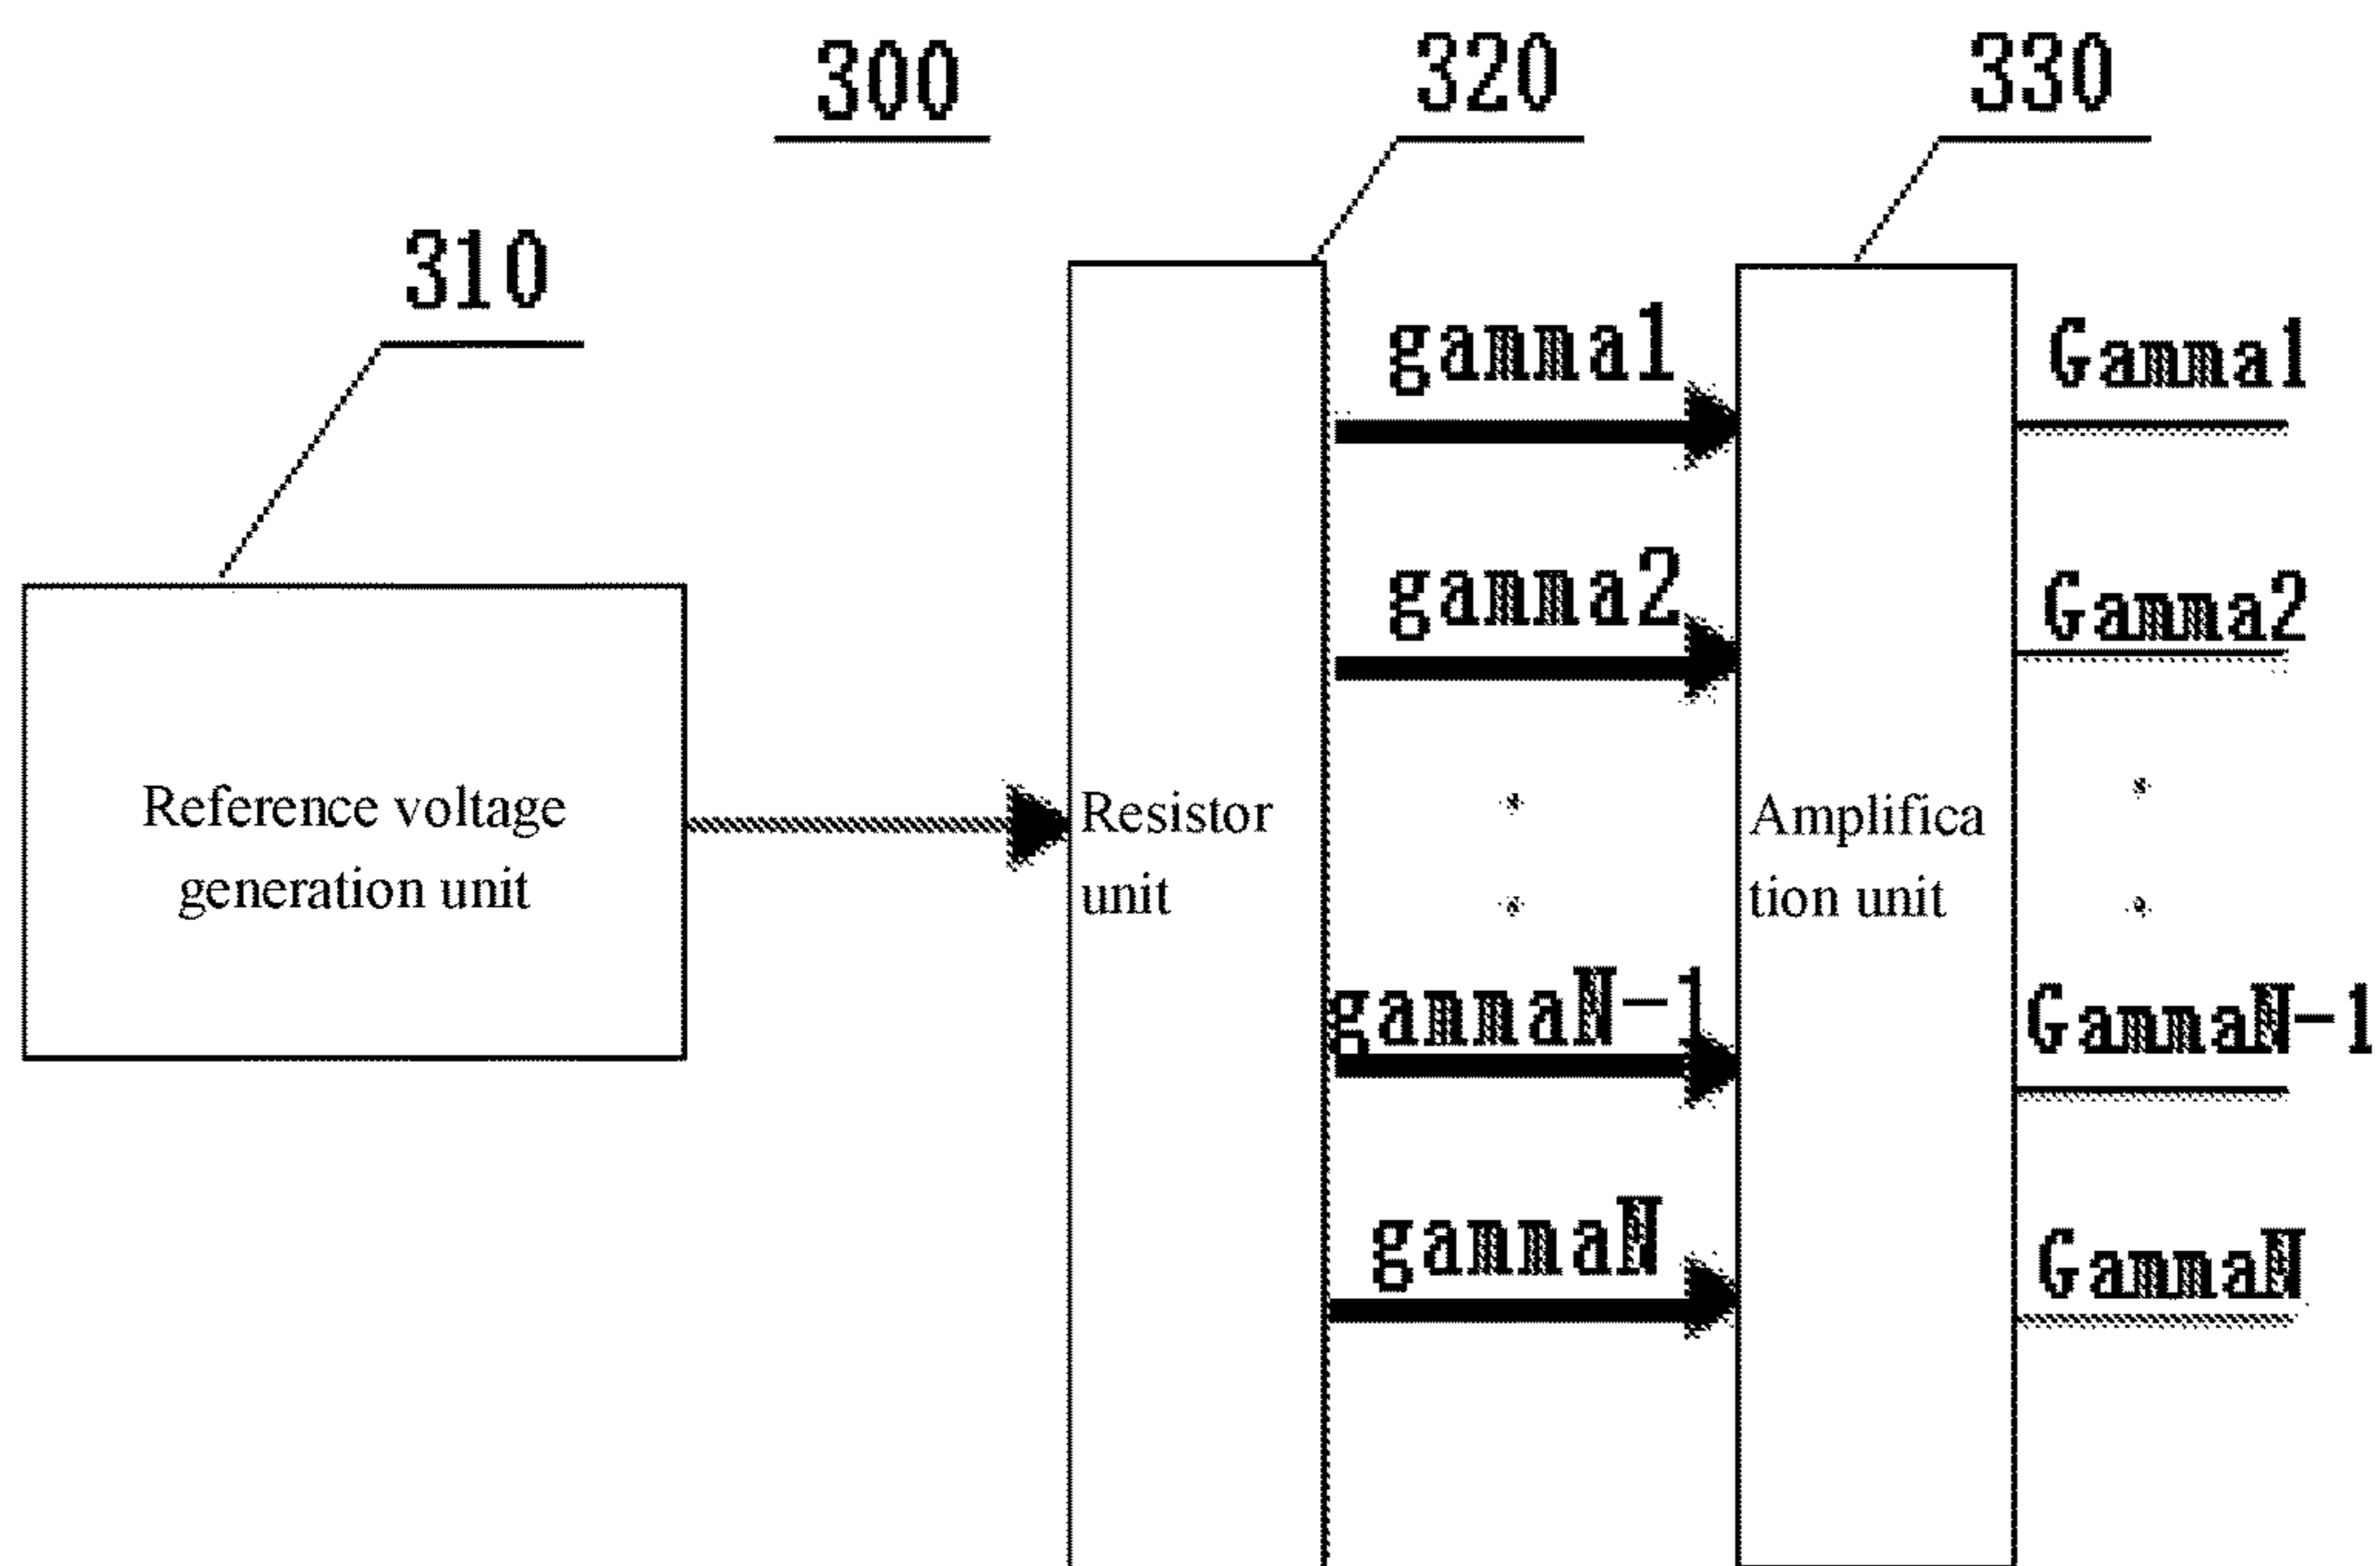 300
320
330
310
gamma1
Gamma1
gamma2
Gamma2
Reference voltage
generation unit
Resistor
unit
Amplifica
tion unit
gammaN-1
GammaN-1
gammaN
GammaN